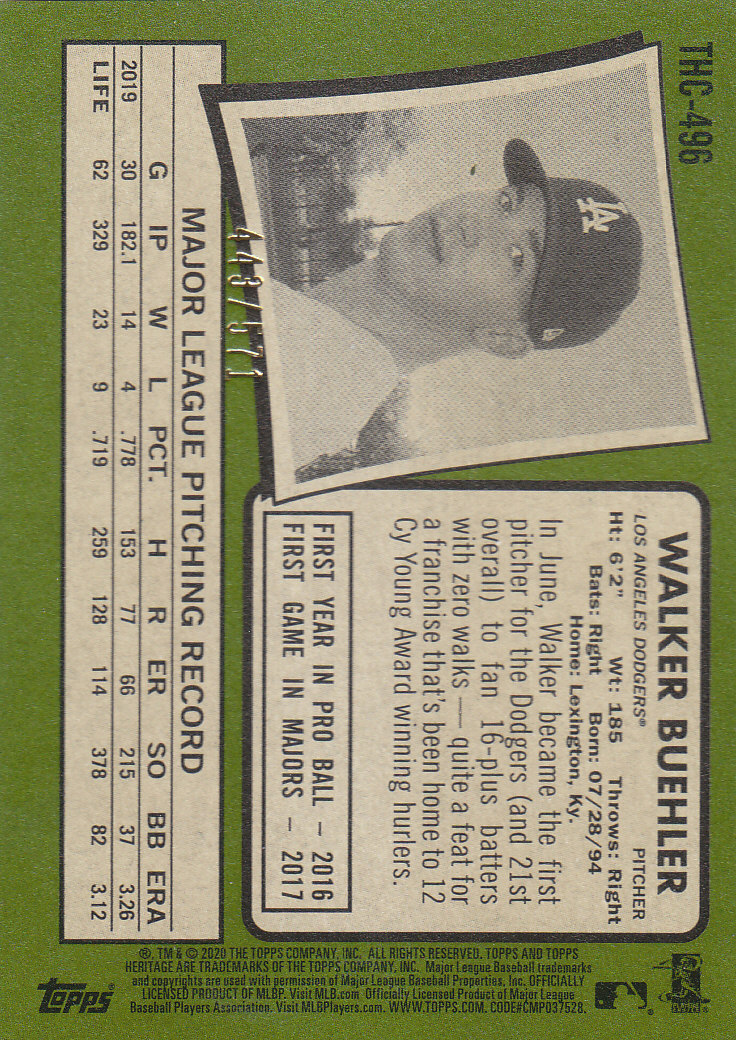 THC-496
WALKER BUEHLER
LOS ANGELES DODGERS® PITCHER
Ht: 6'2" Wt: 185 Throws: Right
Bats: Right Born: 07/28/94
Home: Lexington, Ky.
In June, Walker became the first
pitcher for the Dodgers (and 21st
overall) to fan 16-plus batters
with zero walks — quite a feat for
a franchise that's been home to 12
Cy Young Award winning hurlers.
FIRST YEAR IN PRO BALL – 2016
FIRST GAME IN MAJORS – 2017
LA
443/571
MAJOR LEAGUE PITCHING RECORD
G IP W L PCT. H R ER SO BB ERA
2019 30 182.1 14 4 .778 153 77 66 215 37 3.26
LIFE 62 329 23 9 .719 259 128 114 378 82 3.12
®, TM & © 2020 THE TOPPS COMPANY, INC. ALL RIGHTS RESERVED. TOPPS AND TOPPS
HERITAGE ARE TRADEMARKS OF THE TOPPS COMPANY, INC. Major League Baseball trademarks
and copyrights are used with permission of Major League Baseball Properties, Inc. OFFICIALLY
LICENSED PRODUCT OF MLBP. Visit MLB.com Officially Licensed Product of Major League
Baseball Players Association. Visit MLBPlayers.com. WWW.TOPPS.COM. CODE#CMP037528.
Topps®